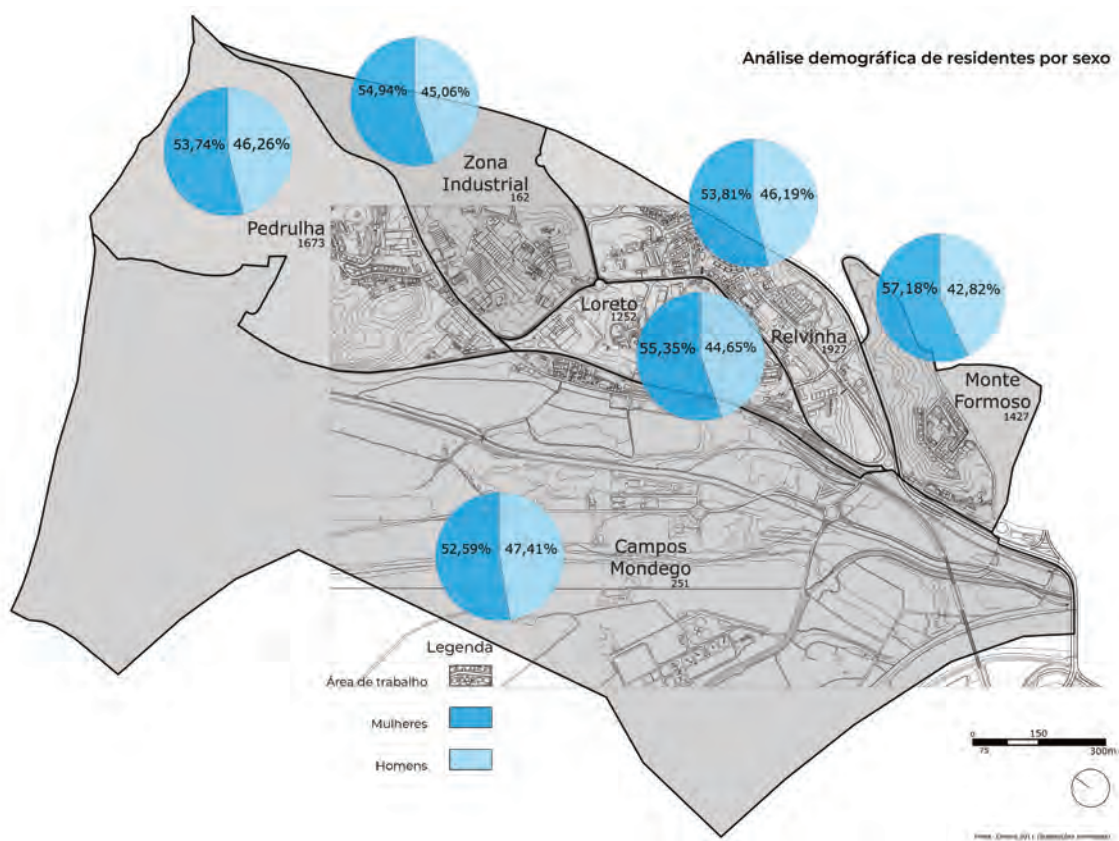 Análise demográfica de residentes por sexo
54,94% 45,06%
53,74% 46,26%
Zona
Industrial
162
53,81% 46,19%
Pedrulha
1673
57,18% 42,82%
Loreto
1252
Relvinha
1927
55,35% 44,65%
Monte
Formoso
1427
52,59% 47,41%
Campos
Mondego
251
Legenda
Área de trabalho
Mulheres
Homens
0 150
75 300m